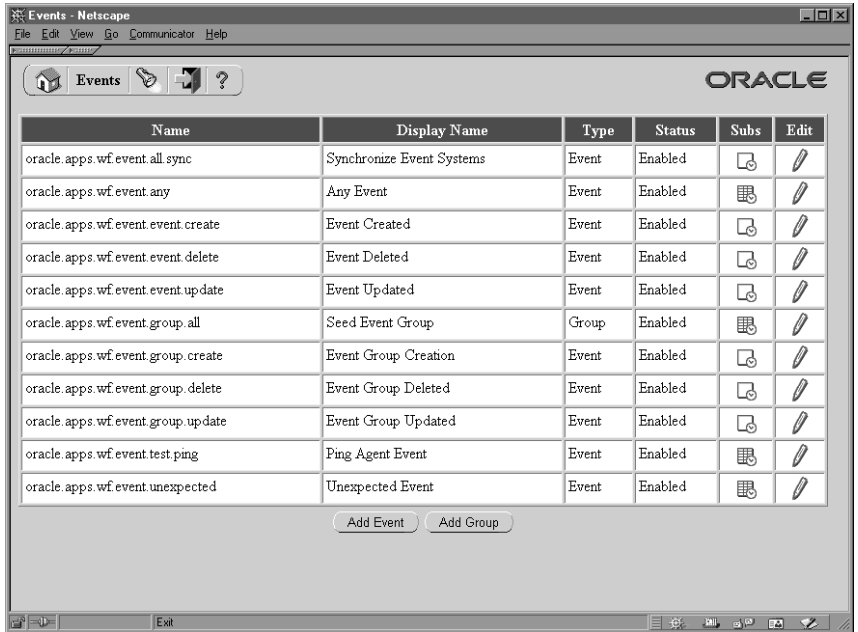 Events - Netscape
File Edit View Go Communicator Help
Events ? ORACLE
Name Display Name Type Status Subs Edit
oracle.apps.wf.event.all.sync Synchronize Event Systems Event Enabled
oracle.apps.wf.event.any Any Event Event Enabled
oracle.apps.wf.event.event.create Event Created Event Enabled
oracle.apps.wf.event.event.delete Event Deleted Event Enabled
oracle.apps.wf.event.event.update Event Updated Event Enabled
oracle.apps.wf.event.group.all Seed Event Group Group Enabled
oracle.apps.wf.event.group.create Event Group Creation Event Enabled
oracle.apps.wf.event.group.delete Event Group Deleted Event Enabled
oracle.apps.wf.event.group.update Event Group Updated Event Enabled
oracle.apps.wf.event.test.ping Ping Agent Event Event Enabled
oracle.apps.wf.event.unexpected Unexpected Event Event Enabled
Add Event Add Group
Exit